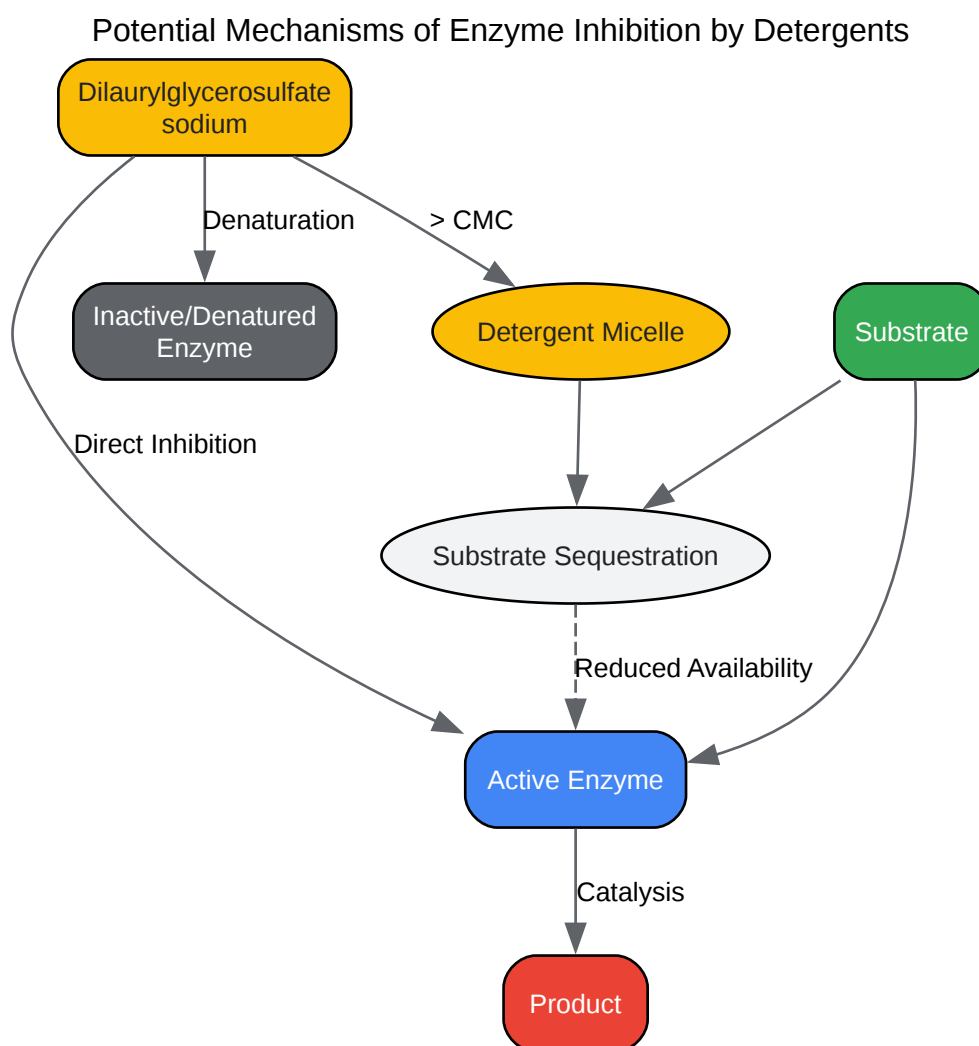 Potential Mechanisms of Enzyme Inhibition by Detergents
Dilaurylglycerosulfate
sodium
Denaturation
> CMC
Inactive/Denatured
Enzyme
Detergent Micelle
Substrate
Direct Inhibition
Substrate Sequestration
Reduced Availability
Active Enzyme
Catalysis
Product